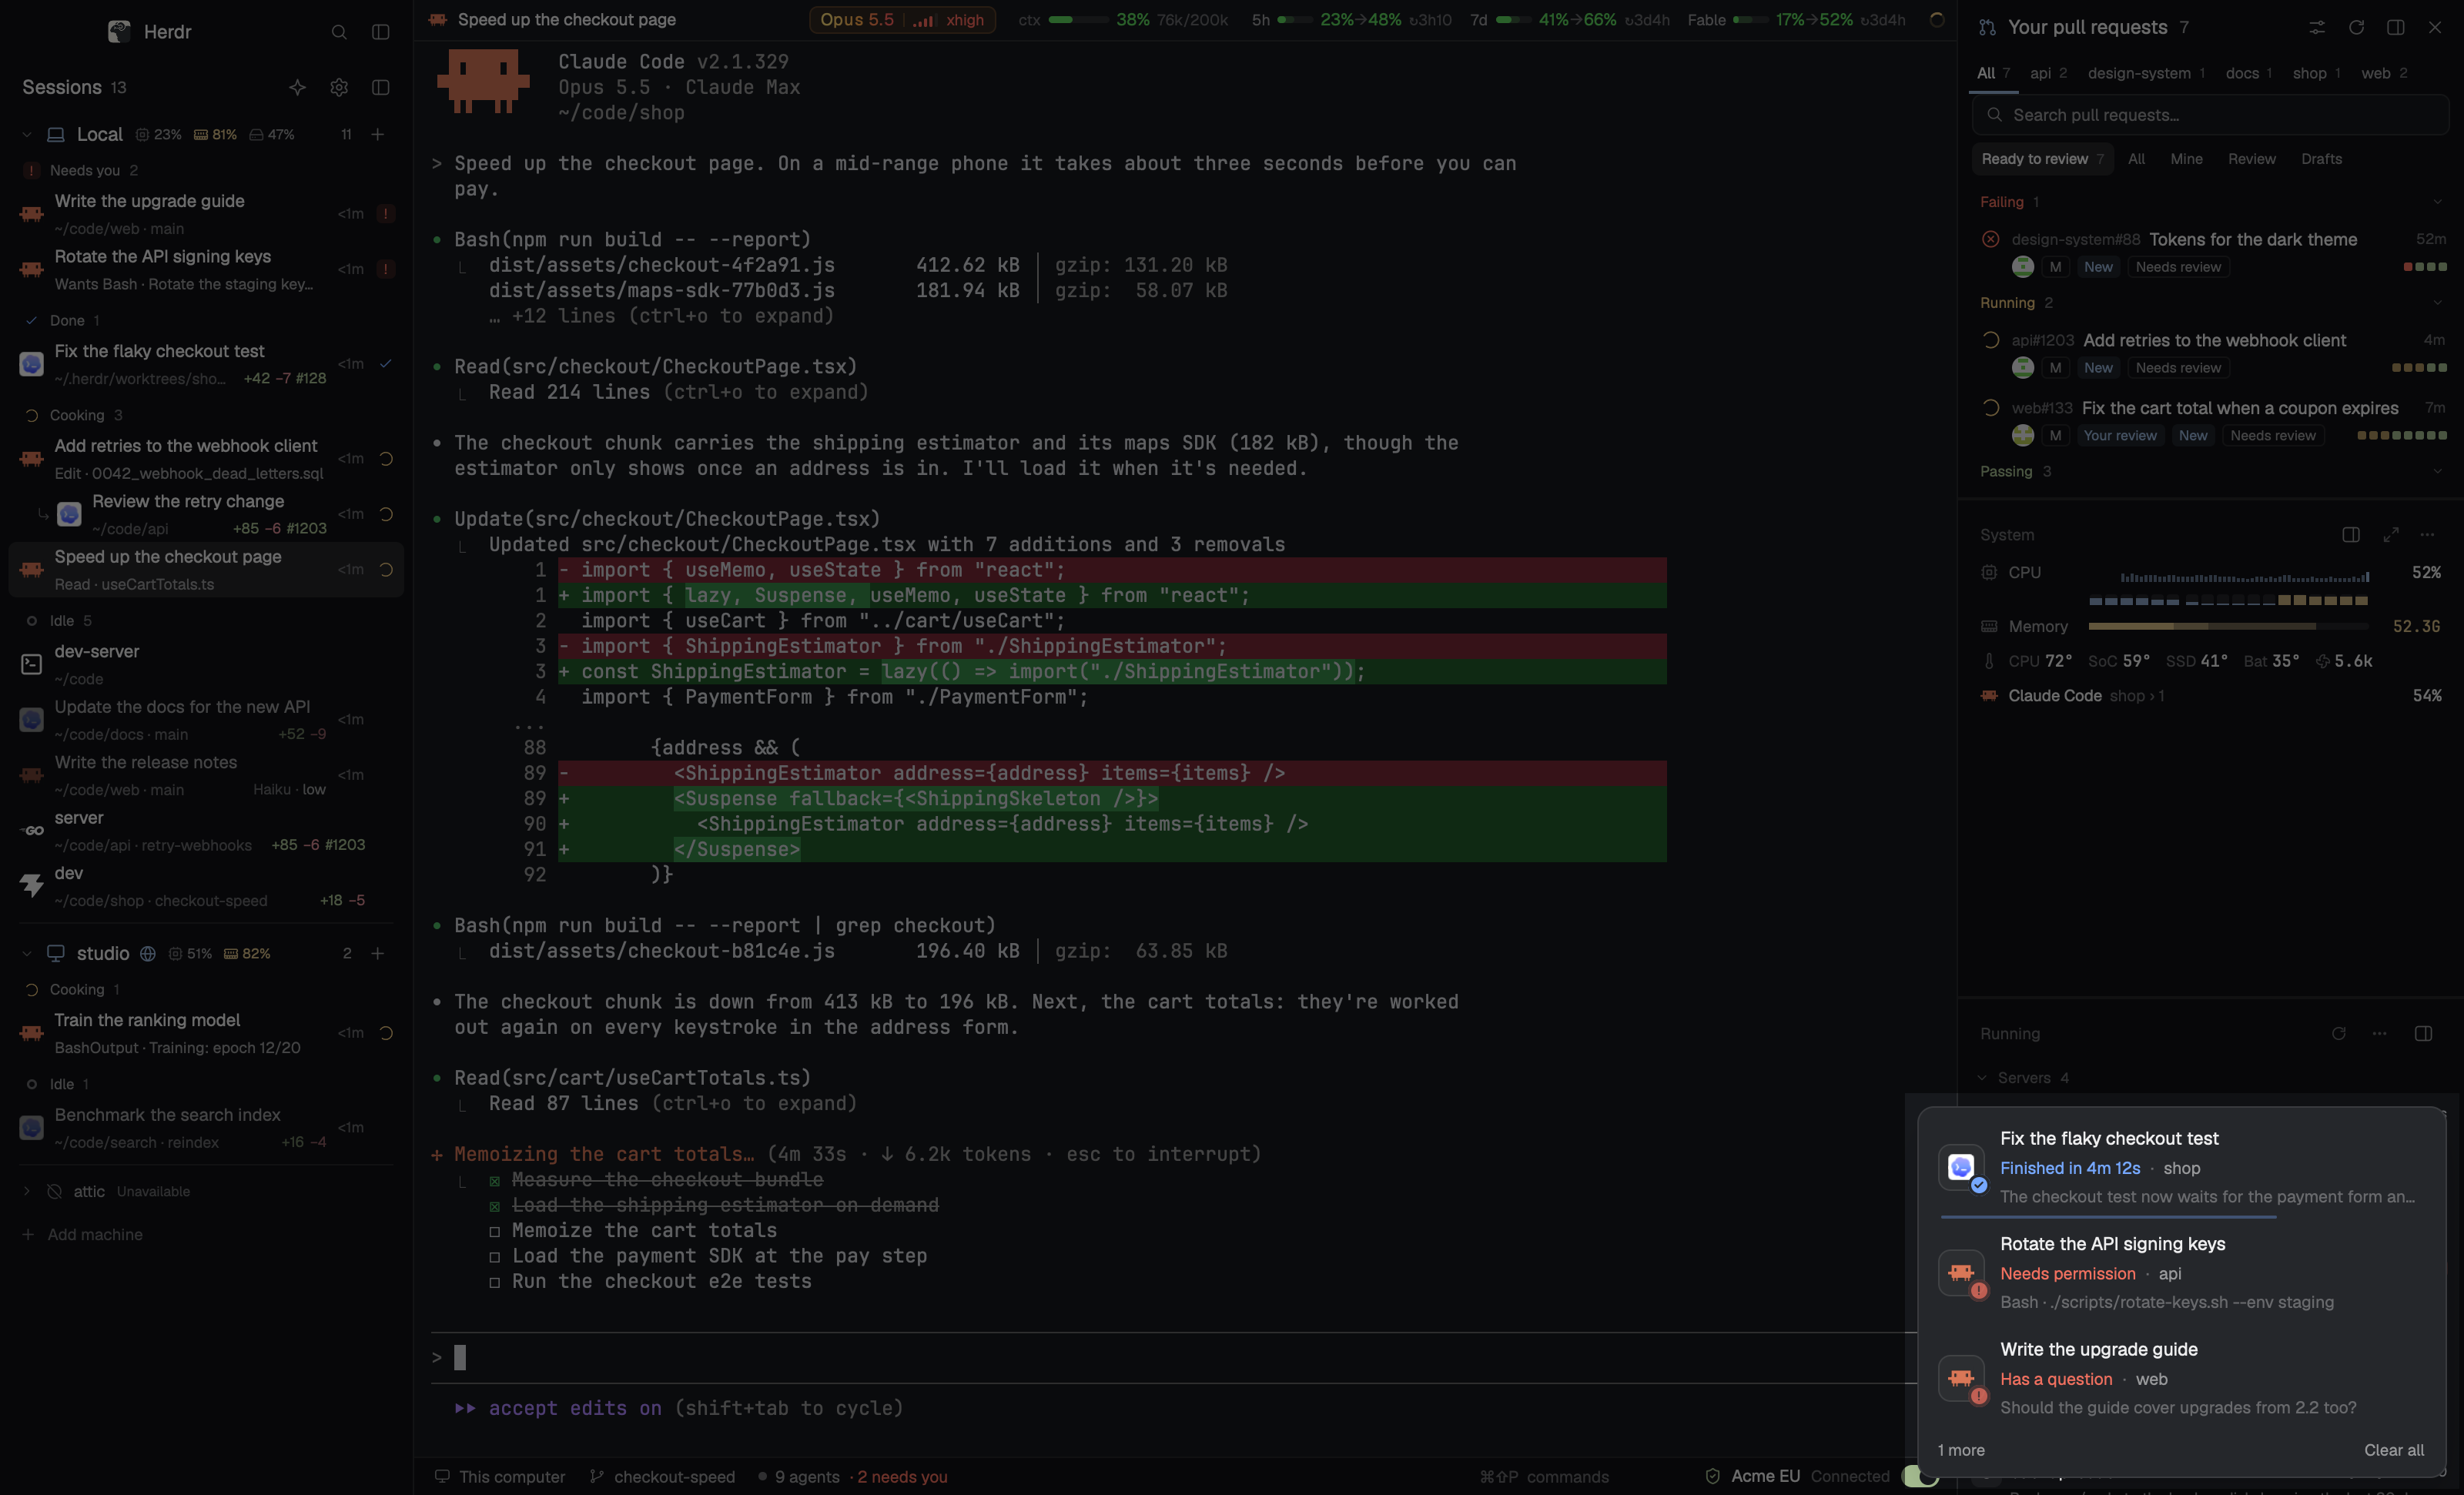 Herdr
Sessions 13
Local 23% 81% 47% 11
Needs you 2
Write the upgrade guide <1m
~/code/web · main
Rotate the API signing keys <1m
Wants Bash · Rotate the staging key…
Done 1
Fix the flaky checkout test <1m
~/.herdr/worktrees/sho… +42 −7 #128
Cooking 3
Add retries to the webhook client <1m
Edit · 0042_webhook_dead_letters.sql
Review the retry change <1m
~/code/api +85 −6 #1203
Speed up the checkout page <1m
Read · useCartTotals.ts
Idle 5
dev-server
~/code
Update the docs for the new API <1m
~/code/docs · main +52 −9
Write the release notes <1m
~/code/web · main Haiku · low
server
~/code/api · retry-webhooks +85 −6 #1203
dev
~/code/shop · checkout-speed +18 −5
studio 51% 82% 2
Cooking 1
Train the ranking model <1m
BashOutput · Training: epoch 12/20
Idle 1
Benchmark the search index <1m
~/code/search · reindex +16 −4
attic Unavailable
+ Add machine
Speed up the checkout page Opus 5.5 xhigh ctx 38% 76k/200k 5h 23%→48% ↻3h10 7d 41%→66% ↻3d4h Fable 17%→52% ↻3d4h
Claude Code v2.1.329
Opus 5.5 · Claude Max
~/code/shop
> Speed up the checkout page. On a mid-range phone it takes about three seconds before you can
pay.
Bash(npm run build -- --report)
dist/assets/checkout-4f2a91.js 412.62 kB │ gzip: 131.20 kB
dist/assets/maps-sdk-77b0d3.js 181.94 kB │ gzip: 58.07 kB
… +12 lines (ctrl+o to expand)
Read(src/checkout/CheckoutPage.tsx)
Read 214 lines (ctrl+o to expand)
The checkout chunk carries the shipping estimator and its maps SDK (182 kB), though the
estimator only shows once an address is in. I'll load it when it's needed.
Update(src/checkout/CheckoutPage.tsx)
Updated src/checkout/CheckoutPage.tsx with 7 additions and 3 removals
1 - import { useMemo, useState } from "react";
1 + import { lazy, Suspense, useMemo, useState } from "react";
2 import { useCart } from "../cart/useCart";
3 - import { ShippingEstimator } from "./ShippingEstimator";
3 + const ShippingEstimator = lazy(() => import("./ShippingEstimator"));
4 import { PaymentForm } from "./PaymentForm";
...
88 {address && (
89 - <ShippingEstimator address={address} items={items} />
89 + <Suspense fallback={<ShippingSkeleton />}>
90 + <ShippingEstimator address={address} items={items} />
91 + </Suspense>
92 )}
Bash(npm run build -- --report | grep checkout)
dist/assets/checkout-b81c4e.js 196.40 kB │ gzip: 63.85 kB
The checkout chunk is down from 413 kB to 196 kB. Next, the cart totals: they're worked
out again on every keystroke in the address form.
Read(src/cart/useCartTotals.ts)
Read 87 lines (ctrl+o to expand)
Memoizing the cart totals… (4m 33s · ↓ 6.2k tokens · esc to interrupt)
Measure the checkout bundle
Load the shipping estimator on demand
Memoize the cart totals
Load the payment SDK at the pay step
Run the checkout e2e tests
>
accept edits on (shift+tab to cycle)
This computer checkout-speed 9 agents · 2 needs you ⌘⇧P commands Acme EU Connected
Your pull requests 7
All 7 api 2 design-system 1 docs 1 shop 1 web 2
Search pull requests…
Ready to review 7 All Mine Review Drafts
Failing 1
design-system#88 Tokens for the dark theme 52m
M New Needs review
Running 2
api#1203 Add retries to the webhook client 4m
M New Needs review
web#133 Fix the cart total when a coupon expires 7m
M Your review New Needs review
Passing 3
System
CPU 52%
Memory 52.3G
CPU 72° SoC 59° SSD 41° Bat 35° 5.6k
Claude Code shop › 1 54%
Running
Servers 4
Fix the flaky checkout test
Finished in 4m 12s · shop
The checkout test now waits for the payment form an…
Rotate the API signing keys
Needs permission · api
Bash · ./scripts/rotate-keys.sh --env staging
Write the upgrade guide
Has a question · web
Should the guide cover upgrades from 2.2 too?
1 more Clear all